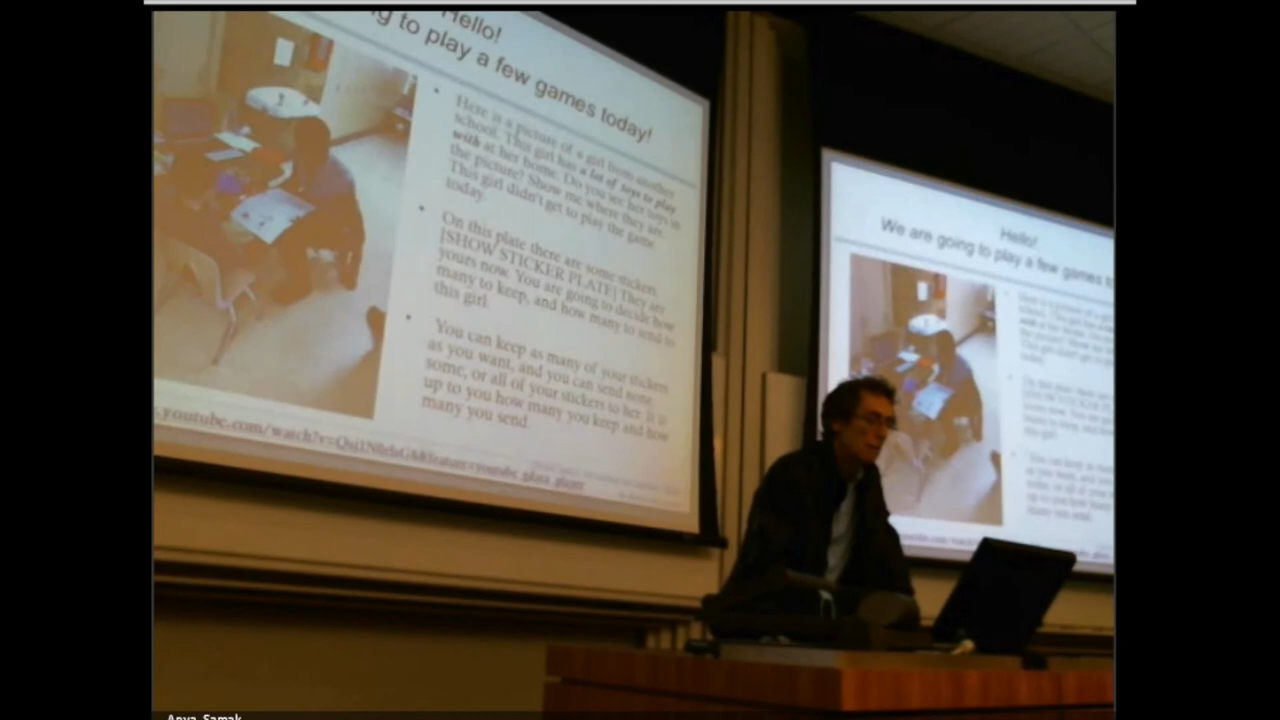 Hello!
ng to play a few games today!
Here is a picture of a girl from another
school. This girl has a lot of toys to play
with at her home. Do you see her toys in
the picture? Show me where they are.
This girl didn't get to play the game
today.
On this plate there are some stickers.
[SHOW STICKER PLATE] They are
yours now. You are going to decide how
many to keep, and how many to send to
this girl.
You can keep as many of your stickers
as you want, and you can send none,
some, or all of your stickers to her. It is
up to you how many you keep and how
many you send.
Hello!
We are going to play a few games t
Anya Samak